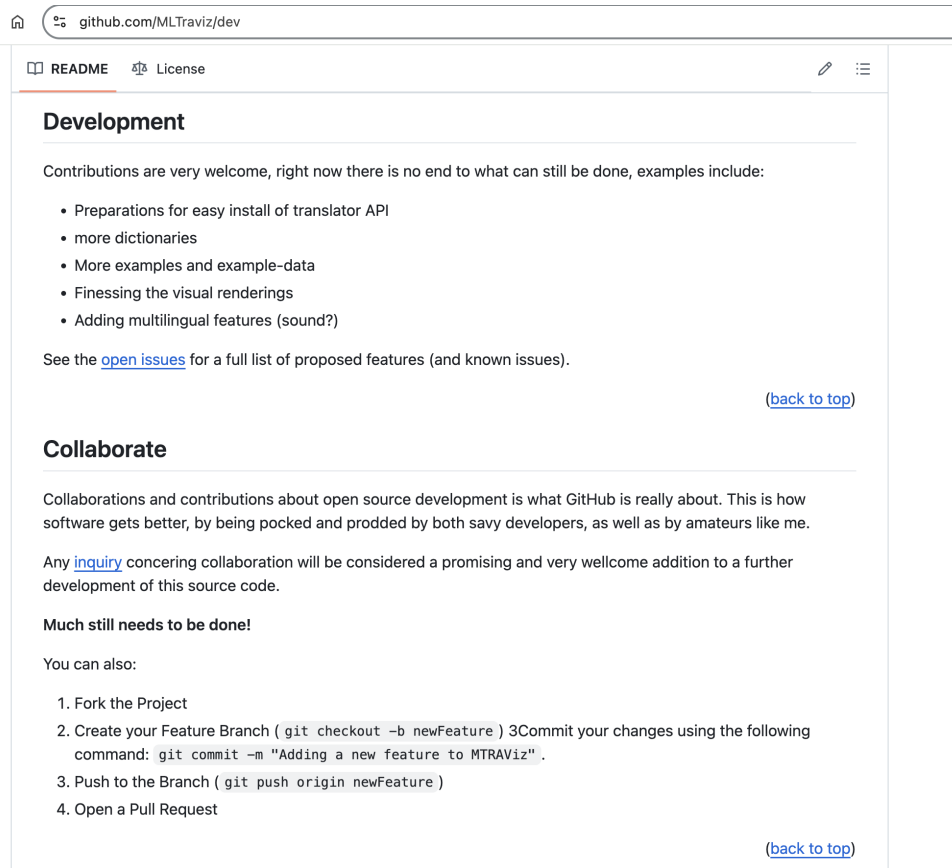 github.com/MLTraviz/dev
README License
Development
Contributions are very welcome, right now there is no end to what can still be done, examples include:
• Preparations for easy install of translator API
• more dictionaries
• More examples and example-data
• Finessing the visual renderings
• Adding multilingual features (sound?)
See the open issues for a full list of proposed features (and known issues).
(back to top)
Collaborate
Collaborations and contributions about open source development is what GitHub is really about. This is how
software gets better, by being pocked and prodded by both savy developers, as well as by amateurs like me.
Any inquiry concering collaboration will be considered a promising and very wellcome addition to a further
development of this source code.
Much still needs to be done!
You can also:
1. Fork the Project
2. Create your Feature Branch ( git checkout -b newFeature ) 3Commit your changes using the following
command: git commit -m "Adding a new feature to MTRAViz" .
3. Push to the Branch ( git push origin newFeature )
4. Open a Pull Request
(back to top)